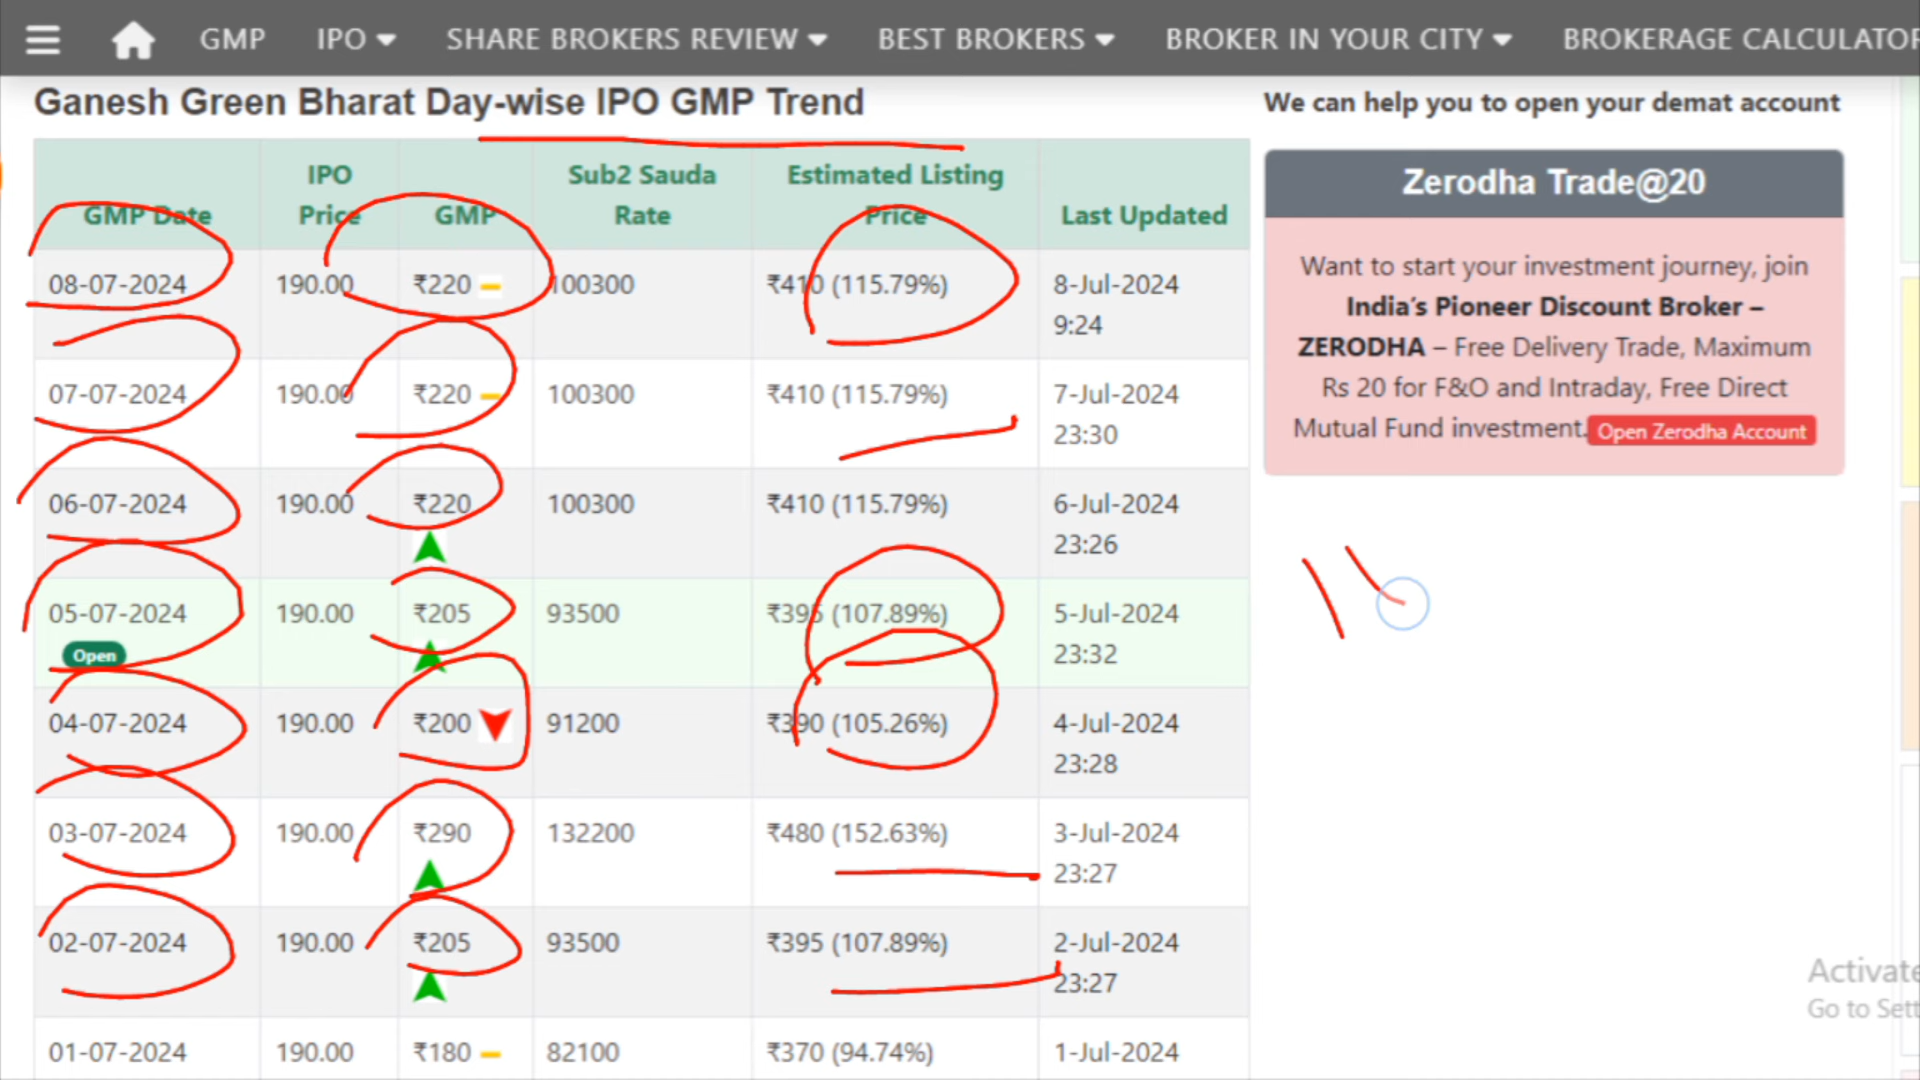 GMP IPO SHARE BROKERS REVIEW BEST BROKERS BROKER IN YOUR CITY BROKERAGE CALCULATOR
Ganesh Green Bharat Day-wise IPO GMP Trend
GMP Date IPO Price GMP Sub2 Sauda Rate Estimated Listing Price Last Updated
08-07-2024 190.00 ₹220 100300 ₹410 (115.79%) 8-Jul-2024 9:24
07-07-2024 190.00 ₹220 100300 ₹410 (115.79%) 7-Jul-2024 23:30
06-07-2024 190.00 ₹220 100300 ₹410 (115.79%) 6-Jul-2024 23:26
05-07-2024 Open 190.00 ₹205 93500 ₹395 (107.89%) 5-Jul-2024 23:32
04-07-2024 190.00 ₹200 91200 ₹390 (105.26%) 4-Jul-2024 23:28
03-07-2024 190.00 ₹290 132200 ₹480 (152.63%) 3-Jul-2024 23:27
02-07-2024 190.00 ₹205 93500 ₹395 (107.89%) 2-Jul-2024 23:27
01-07-2024 190.00 ₹180 82100 ₹370 (94.74%) 1-Jul-2024
We can help you to open your demat account
Zerodha Trade@20
Want to start your investment journey, join
India's Pioneer Discount Broker –
ZERODHA – Free Delivery Trade, Maximum
Rs 20 for F&O and Intraday, Free Direct
Mutual Fund investment. Open Zerodha Account
Activate
Go to Sett